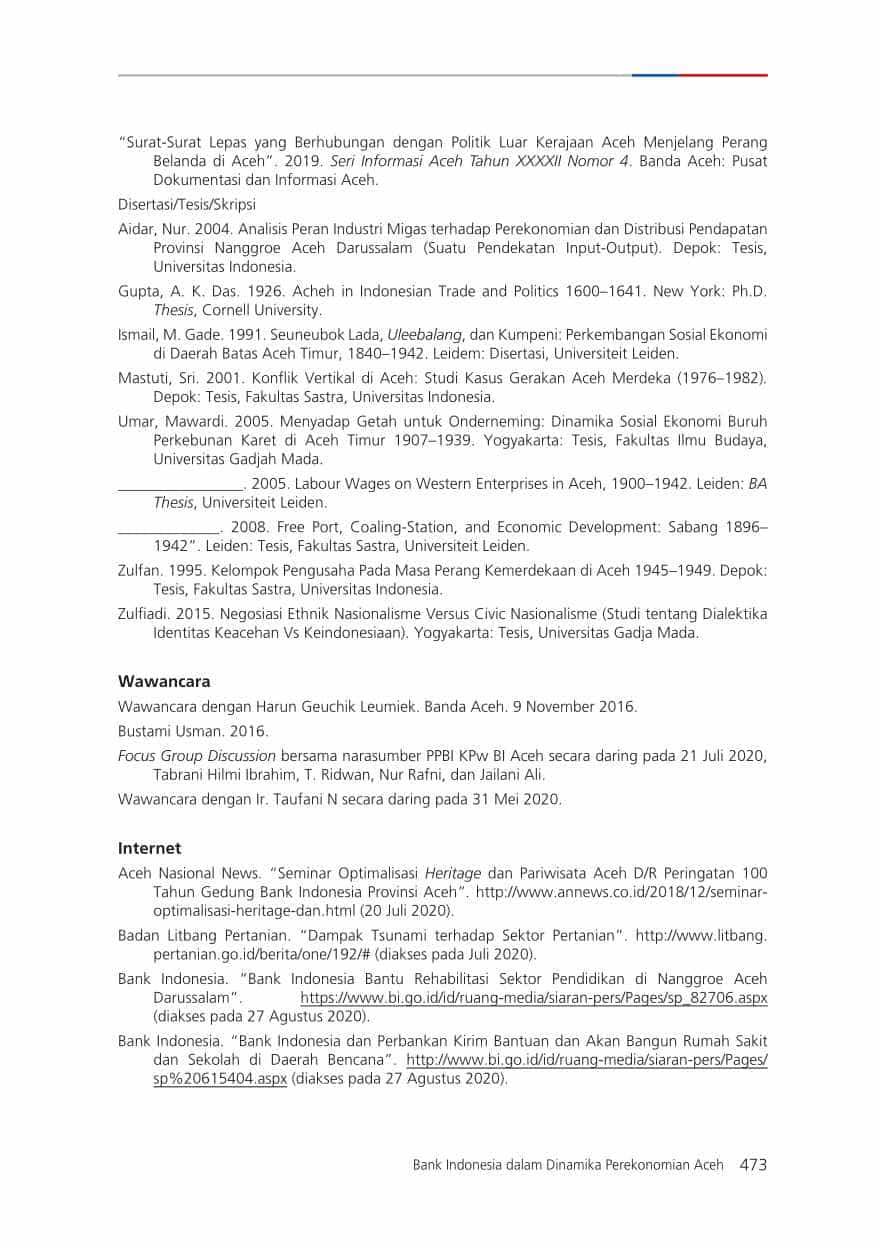 “Surat-Surat Lepas yang Berhubungan dengan Politik Luar Kerajaan Aceh Menjelang Perang
Belanda di Aceh”. 2019. Seri Informasi Aceh Tahun XXXXII Nomor 4. Banda Aceh: Pusat
Dokumentasi dan Informasi Aceh.
Disertasi/Tesis/Skripsi
Aidar, Nur. 2004. Analisis Peran Industri Migas terhadap Perekonomian dan Distribusi Pendapatan
Provinsi Nanggroe Aceh Darussalam (Suatu Pendekatan Input-Output). Depok: Tesis,
Universitas Indonesia.
Gupta, A. K. Das. 1926. Acheh in Indonesian Trade and Politics 1600–1641. New York: Ph.D.
Thesis, Cornell University.
Ismail, M. Gade. 1991. Seuneubok Lada, Uleebalang, dan Kumpeni: Perkembangan Sosial Ekonomi
di Daerah Batas Aceh Timur, 1840–1942. Leidem: Disertasi, Universiteit Leiden.
Mastuti, Sri. 2001. Konflik Vertikal di Aceh: Studi Kasus Gerakan Aceh Merdeka (1976–1982).
Depok: Tesis, Fakultas Sastra, Universitas Indonesia.
Umar, Mawardi. 2005. Menyadap Getah untuk Onderneming: Dinamika Sosial Ekonomi Buruh
Perkebunan Karet di Aceh Timur 1907–1939. Yogyakarta: Tesis, Fakultas Ilmu Budaya,
Universitas Gadjah Mada.
__________________. 2005. Labour Wages on Western Enterprises in Aceh, 1900–1942. Leiden: BA
Thesis, Universiteit Leiden.
____________. 2008. Free Port, Coaling-Station, and Economic Development: Sabang 1896–
1942”. Leiden: Tesis, Fakultas Sastra, Universiteit Leiden.
Zulfan. 1995. Kelompok Pengusaha Pada Masa Perang Kemerdekaan di Aceh 1945–1949. Depok:
Tesis, Fakultas Sastra, Universitas Indonesia.
Zulfiadi. 2015. Negosiasi Ethnik Nasionalisme Versus Civic Nasionalisme (Studi tentang Dialektika
Identitas Keacehan Vs Keindonesiaan). Yogyakarta: Tesis, Universitas Gadja Mada.
Wawancara
Wawancara dengan Harun Geuchik Leumiek. Banda Aceh. 9 November 2016.
Bustami Usman. 2016.
Focus Group Discussion bersama narasumber PPBI KPw BI Aceh secara daring pada 21 Juli 2020,
Tabrani Hilmi Ibrahim, T. Ridwan, Nur Rafni, dan Jailani Ali.
Wawancara dengan Ir. Taufani N secara daring pada 31 Mei 2020.
Internet
Aceh Nasional News. “Seminar Optimalisasi Heritage dan Pariwisata Aceh D/R Peringatan 100
Tahun Gedung Bank Indonesia Provinsi Aceh”. http://www.annews.co.id/2018/12/seminar-
optimalisasi-heritage-dan.html (20 Juli 2020).
Badan Litbang Pertanian. “Dampak Tsunami terhadap Sektor Pertanian”. http://www.litbang.
pertanian.go.id/berita/one/192/# (diakses pada Juli 2020).
Bank Indonesia. “Bank Indonesia Bantu Rehabilitasi Sektor Pendidikan di Nanggroe Aceh
Darussalam”. https://www.bi.go.id/id/ruang-media/siaran-pers/Pages/sp_82706.aspx
(diakses pada 27 Agustus 2020).
Bank Indonesia. “Bank Indonesia dan Perbankan Kirim Bantuan dan Akan Bangun Rumah Sakit
dan Sekolah di Daerah Bencana”. http://www.bi.go.id/id/ruang-media/siaran-pers/Pages/
sp%20615404.aspx (diakses pada 27 Agustus 2020).
Bank Indonesia dalam Dinamika Perekonomian Aceh 473